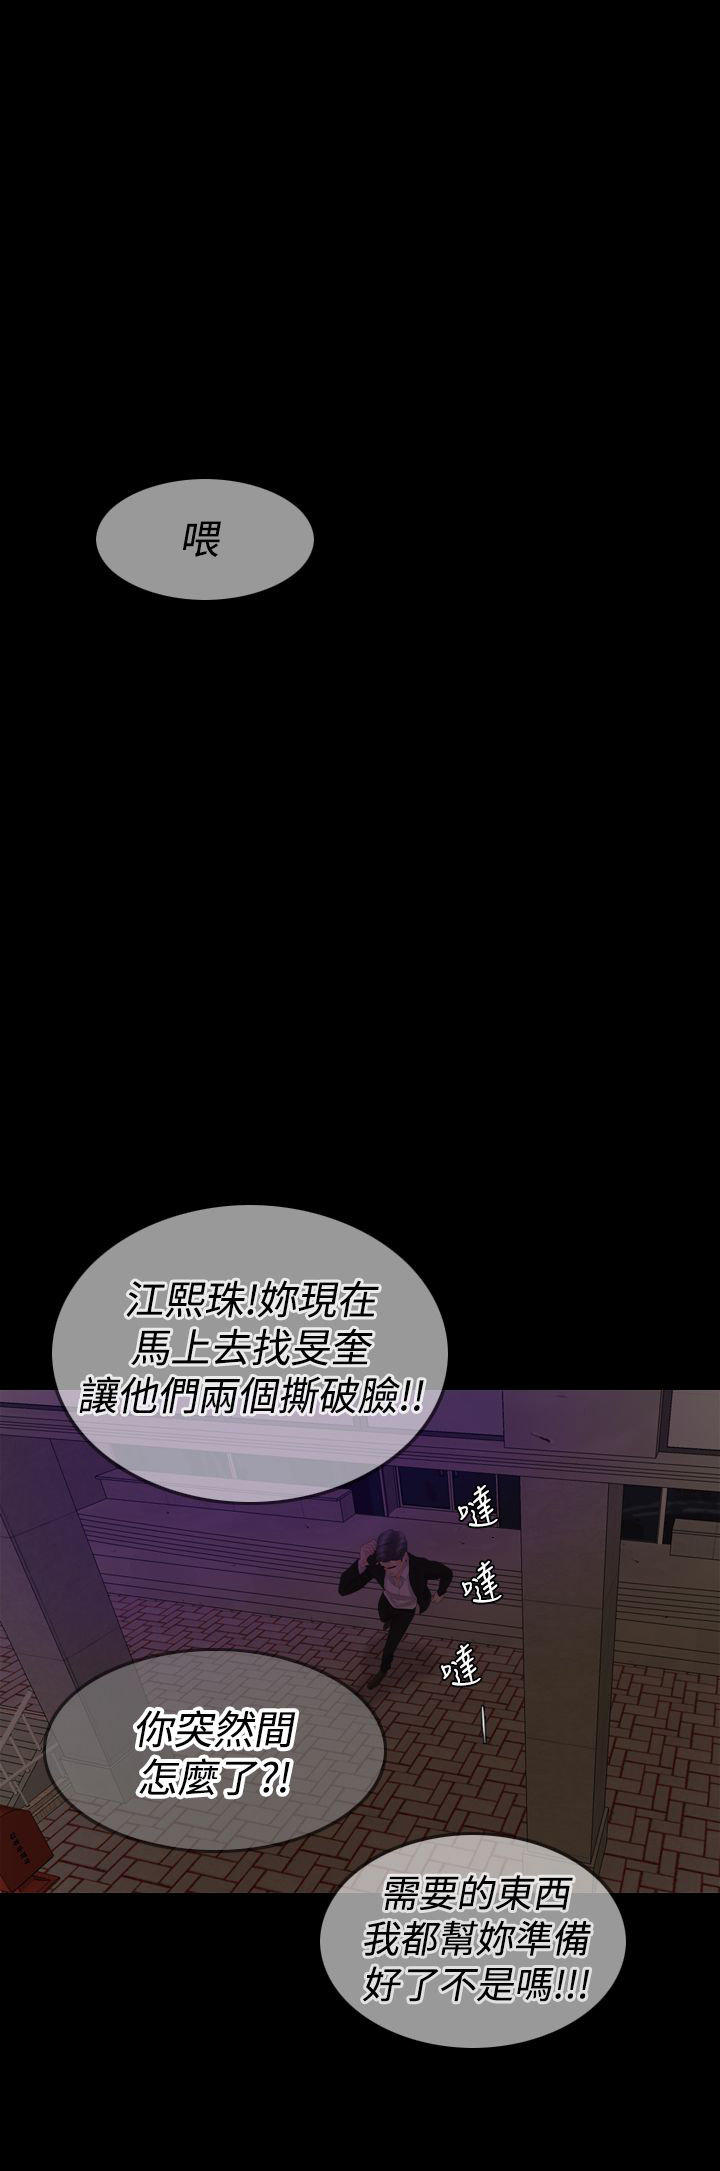 喂
江熙珠!妳現在
馬上去找旻奎
讓他們兩個撕破臉!!
噠
噠
噠
你突然間
怎麼了?!
需要的東西
我都幫妳準備
好了不是嗎!!!